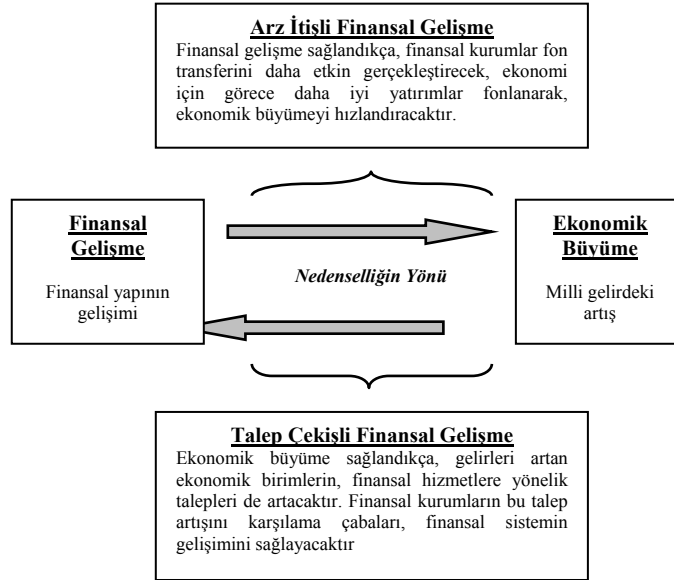 Arz İtişli Finansal Gelişme
Finansal gelişme sağlandıkça, finansal kurumlar fon
transferini daha etkin gerçekleştirecek, ekonomi
için görece daha iyi yatırımlar fonlanarak,
ekonomik büyümeyi hızlandıracaktır.
Finansal
Gelişme
Finansal yapının
gelişimi
Nedenselliğin Yönü
Ekonomik
Büyüme
Milli gelirdeki
artış
Talep Çekişli Finansal Gelişme
Ekonomik büyüme sağlandıkça, gelirleri artan
ekonomik birimlerin, finansal hizmetlere yönelik
talepleri de artacaktır. Finansal kurumların bu talep
artışını karşılama çabaları, finansal sistemin
gelişimini sağlayacaktır